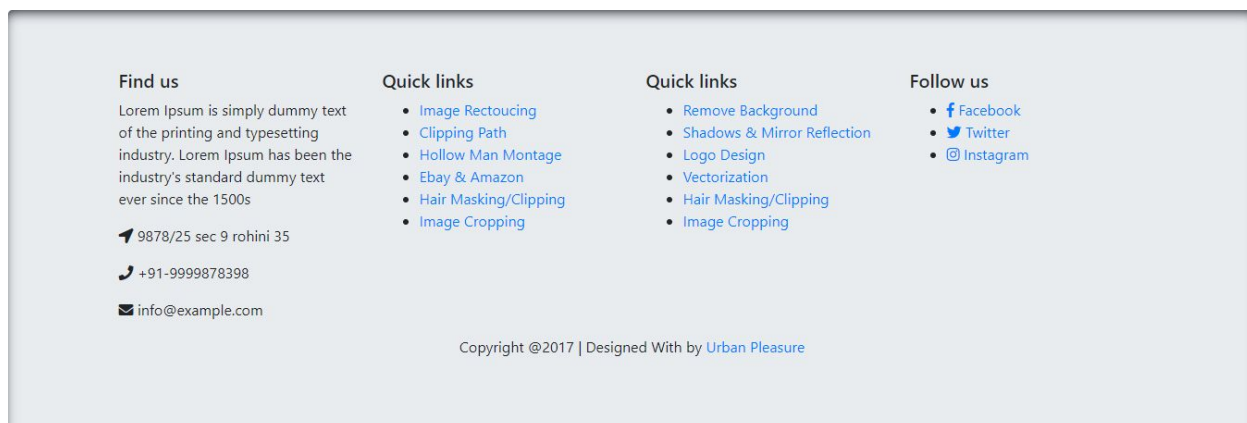 Find us
Lorem Ipsum is simply dummy text
of the printing and typesetting
industry. Lorem Ipsum has been the
industry's standard dummy text
ever since the 1500s
9878/25 sec 9 rohini 35
+91-9999878398
info@example.com
Quick links
Image Rectoucing
Clipping Path
Hollow Man Montage
Ebay & Amazon
Hair Masking/Clipping
Image Cropping
Quick links
Remove Background
Shadows & Mirror Reflection
Logo Design
Vectorization
Hair Masking/Clipping
Image Cropping
Follow us
Facebook
Twitter
Instagram
Copyright @2017 | Designed With by Urban Pleasure